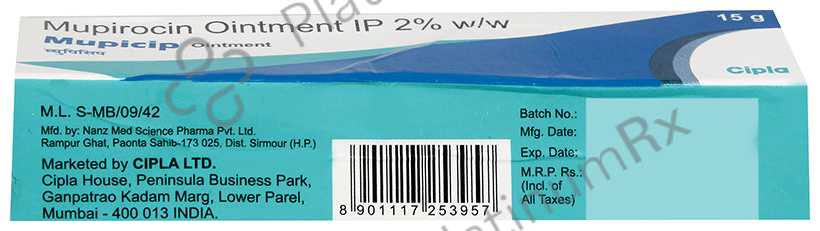 Mupirocin Ointment IP 2% w/w
15 g
Mupicip Ointment
म्युपिसिप
Cipla
M.L. S-MB/09/42
Mfd. by: Nanz Med Science Pharma Pvt. Ltd.
Rampur Ghat, Paonta Sahib-173 025, Dist. Sirmour (H.P.)
Marketed by CIPLA LTD.
Cipla House, Peninsula Business Park,
Ganpatrao Kadam Marg, Lower Parel,
Mumbai - 400 013 INDIA.
8 901117 253957
Batch No.:
Mfg. Date:
Exp. Date:
M.R.P. Rs.:
(Incl. of
All Taxes)
PlatinumRx